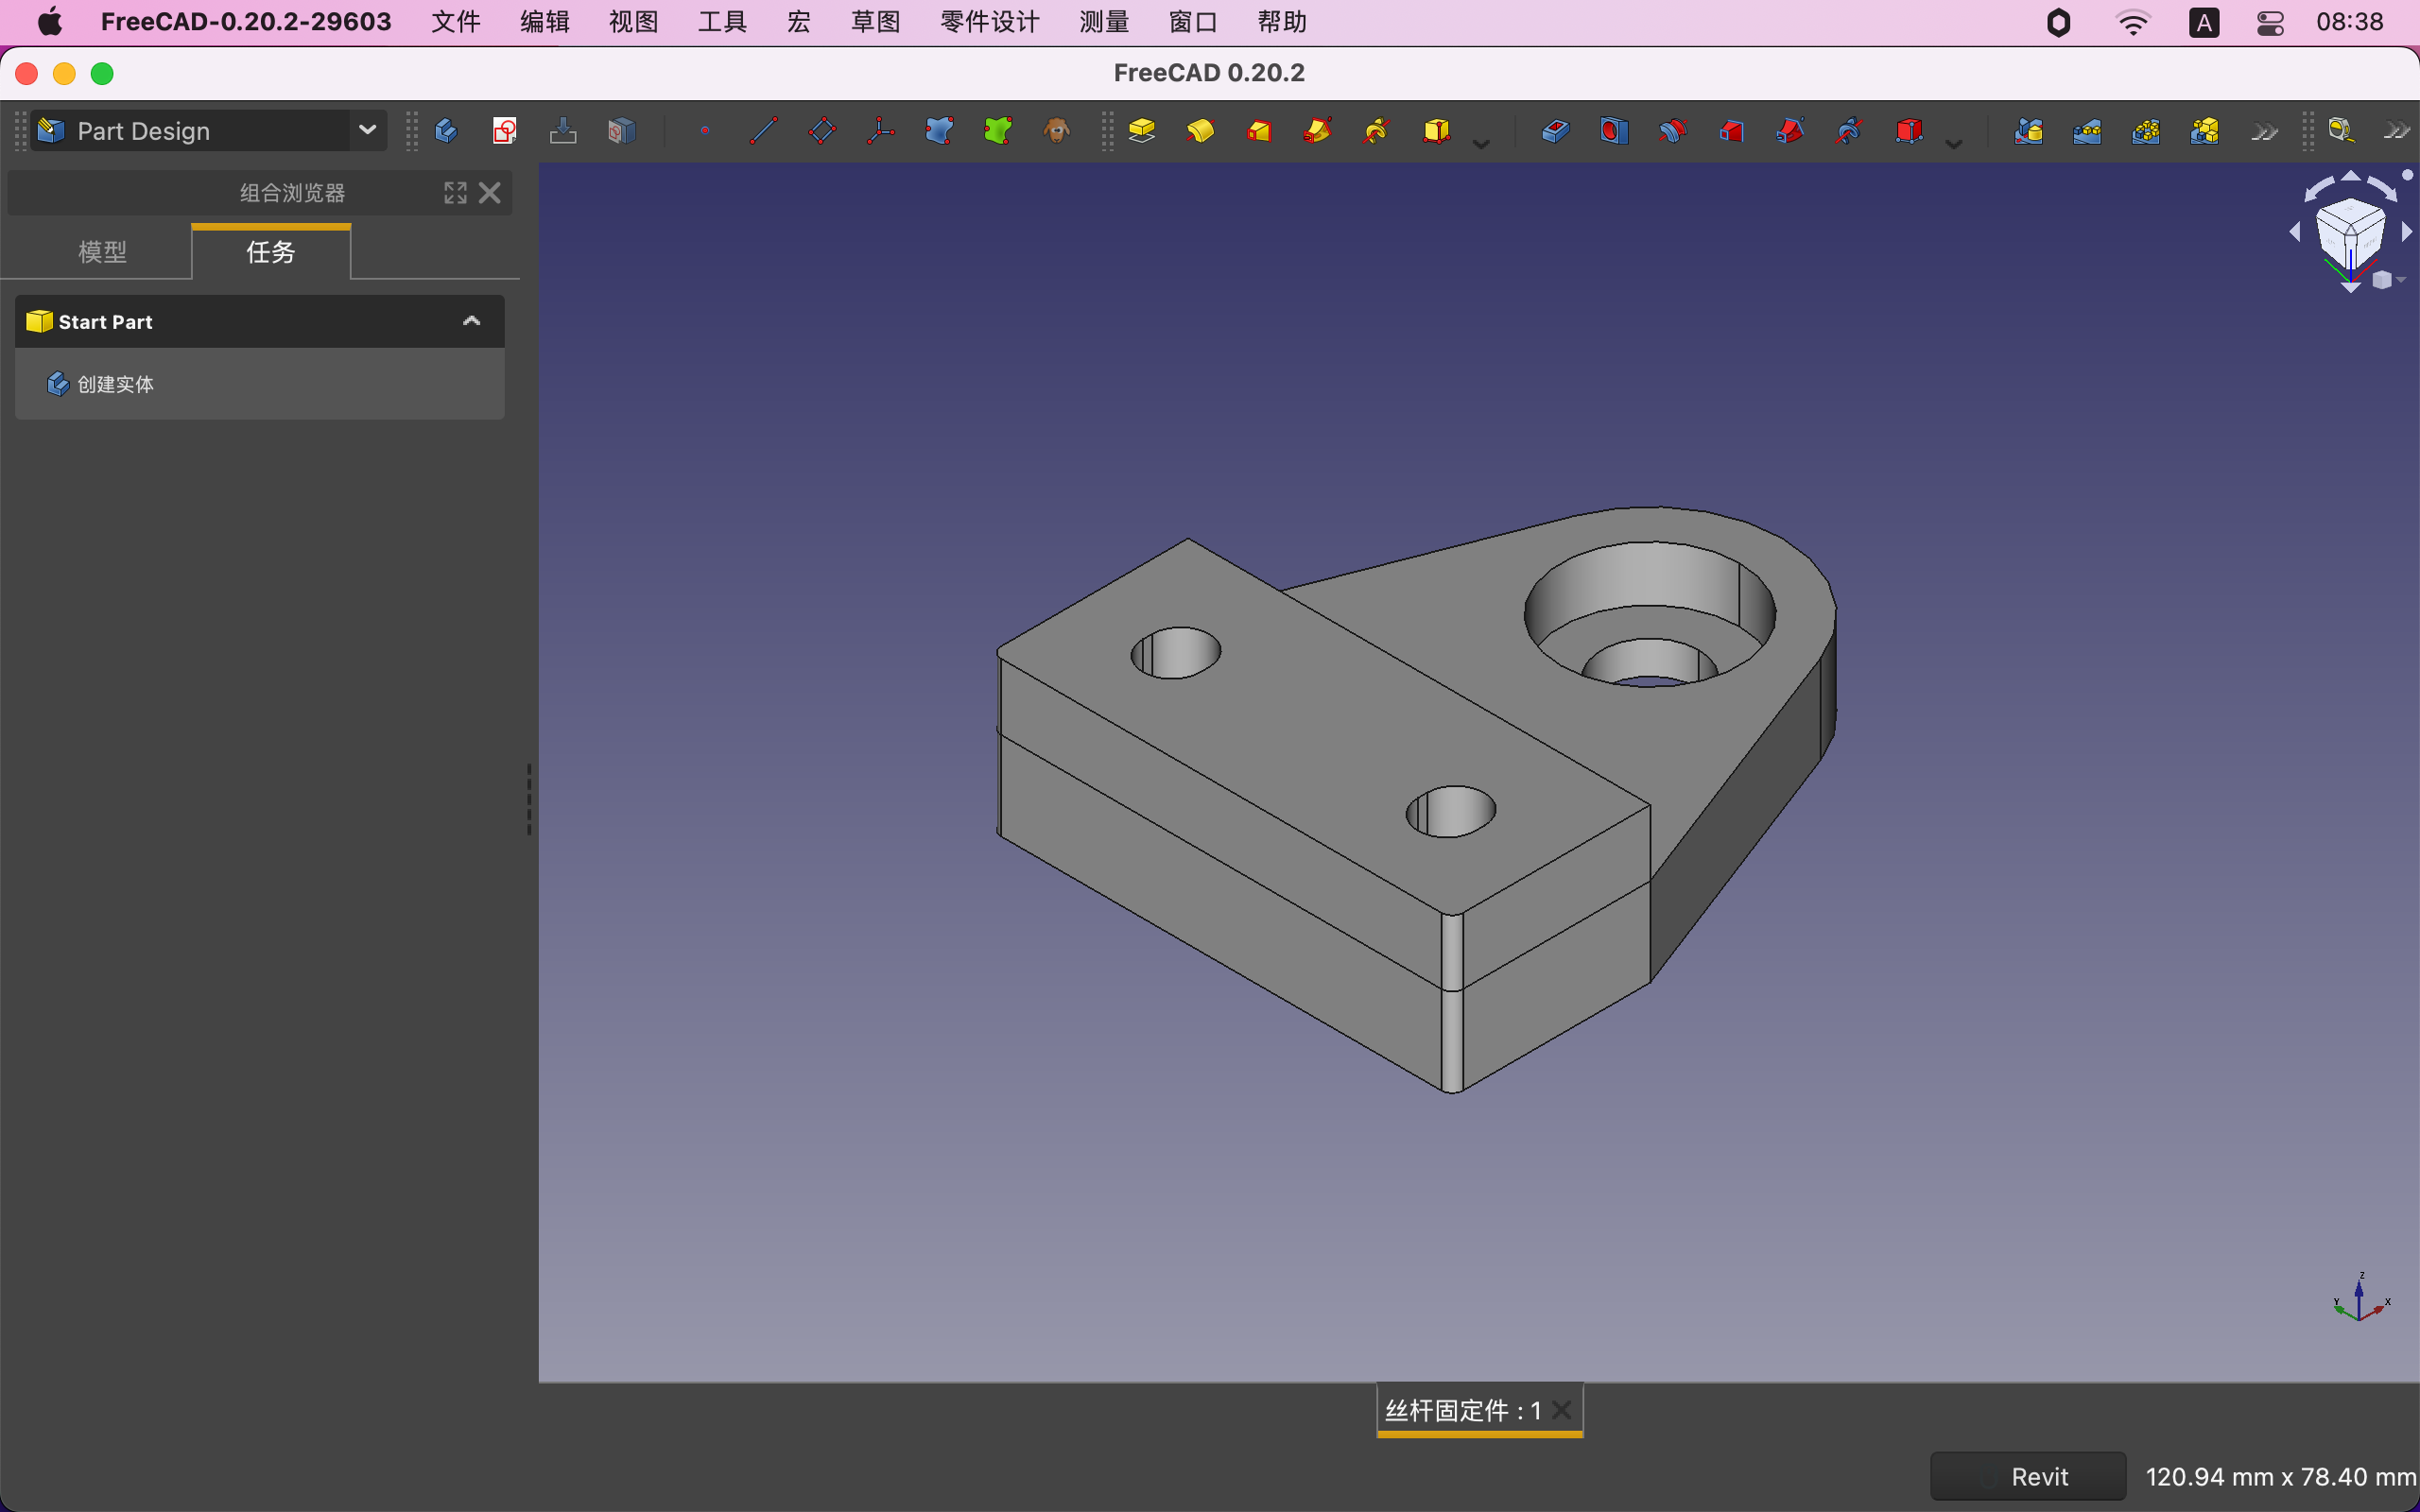 FreeCAD-0.20.2-29603 文件 编辑 视图 工具 宏 草图 零件设计 测量 窗口 帮助 A 08:38
FreeCAD 0.20.2
Part Design
组合浏览器
模型 任务
Start Part
创建实体
Z
Y X
丝杆固定件 : 1
Revit 120.94 mm x 78.40 mm